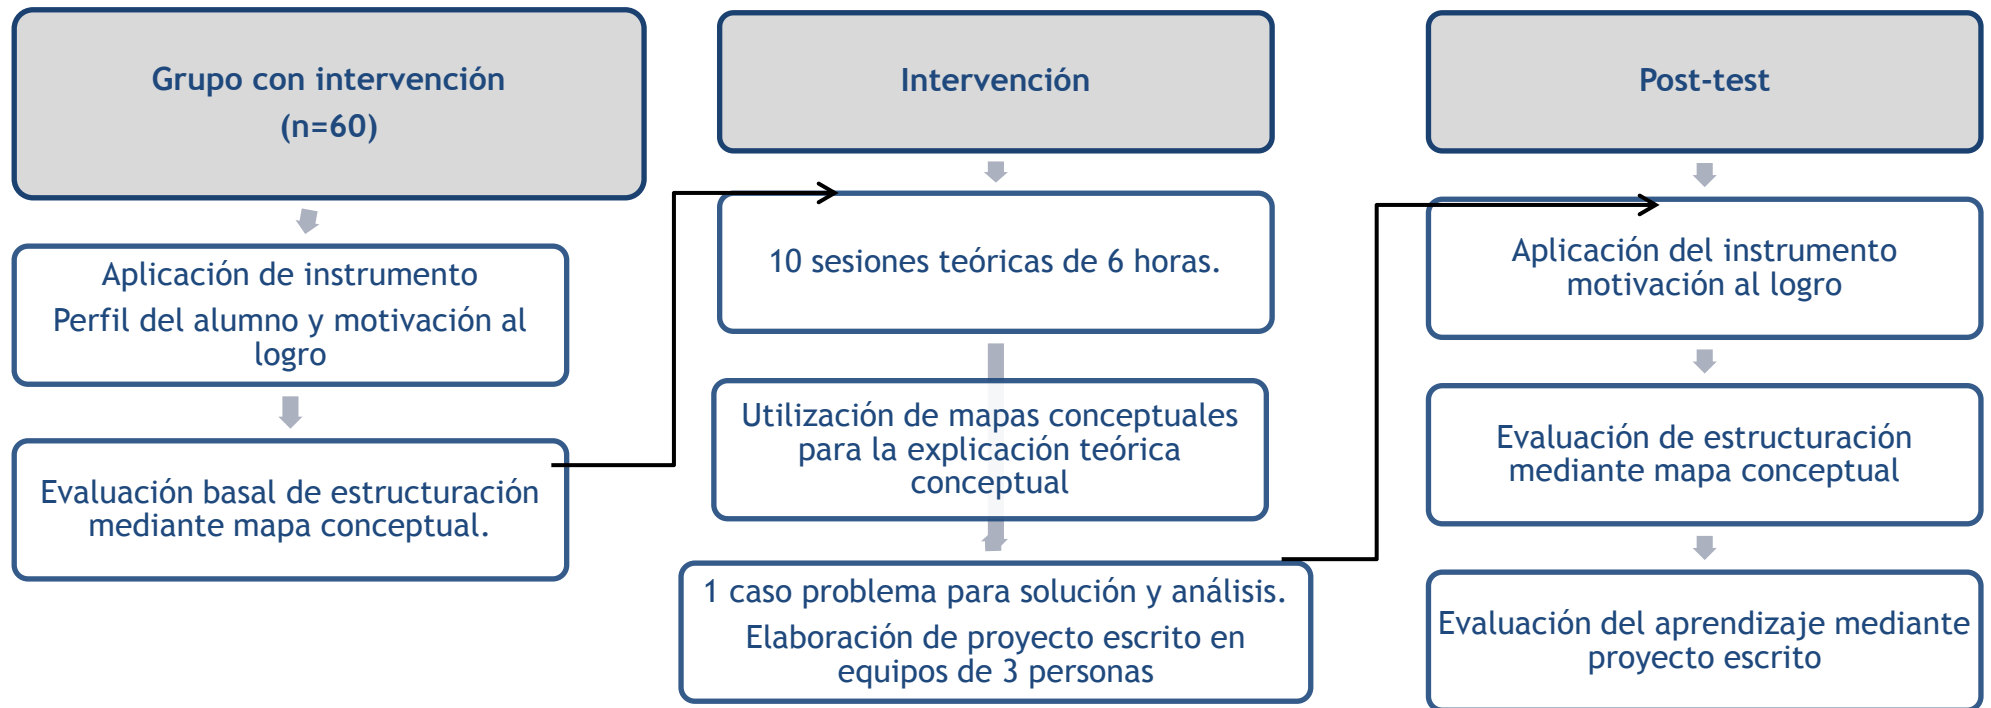 Grupo con intervención
(n=60)
Aplicación de instrumento
Perfil del alumno y motivación al
logro
Evaluación basal de estructuración
mediante mapa conceptual.
Intervención
10 sesiones teóricas de 6 horas.
Utilización de mapas conceptuales
para la explicación teórica
conceptual
1 caso problema para solución y análisis.
Elaboración de proyecto escrito en
equipos de 3 personas
Post-test
Aplicación del instrumento
motivación al logro
Evaluación de estructuración
mediante mapa conceptual
Evaluación del aprendizaje mediante
proyecto escrito